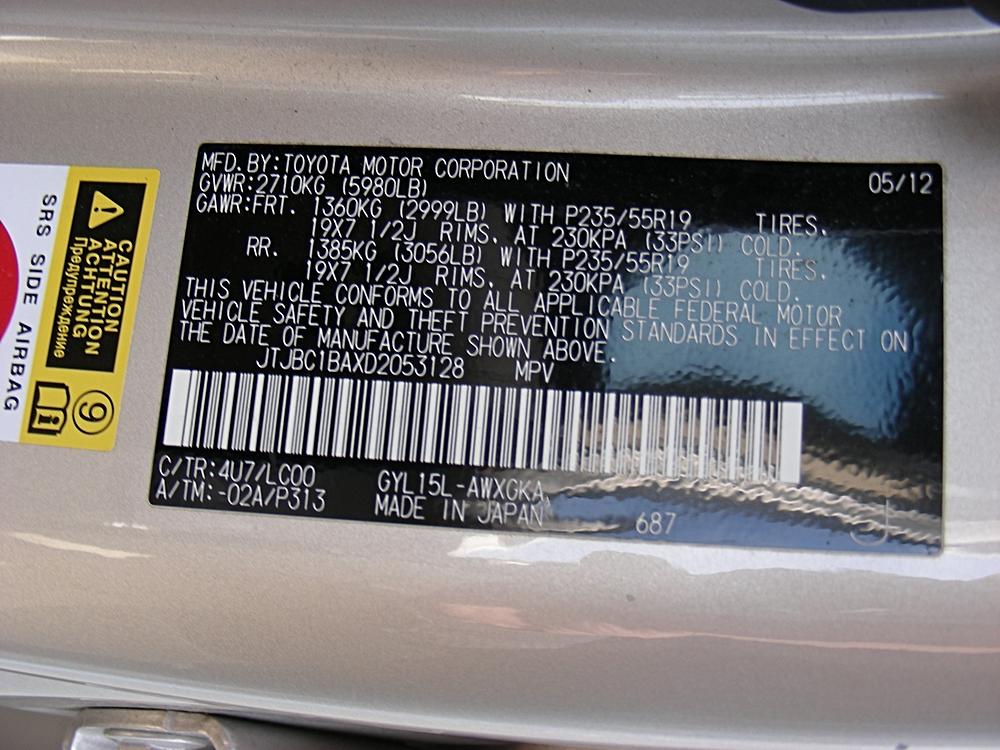 MFD. BY:TOYOTA MOTOR CORPORATION 05/12
GVWR:2710KG (5980LB)
GAWR:FRT. 1360KG (2999LB) WITH P235/55R19 TIRES.
19X7 1/2J RIMS. AT 230KPA (33PSI) COLD.
RR. 1385KG (3056LB) WITH P235/55R19 TIRES.
19X7 1/2J RIMS. AT 230KPA (33PSI) COLD.
THIS VEHICLE CONFORMS TO ALL APPLICABLE FEDERAL MOTOR
VEHICLE SAFETY AND THEFT PREVENTION STANDARDS IN EFFECT ON
THE DATE OF MANUFACTURE SHOWN ABOVE.
JTJBC1BAXD2053128 MPV
C/TR:4U7/LC00 GYL15L-AWXGKA
A/TM:-02A/P313 MADE IN JAPAN 687
CAUTION
ATTENTION
ACHTUNG
Предупреждение
9
SRS SIDE AIRBAG